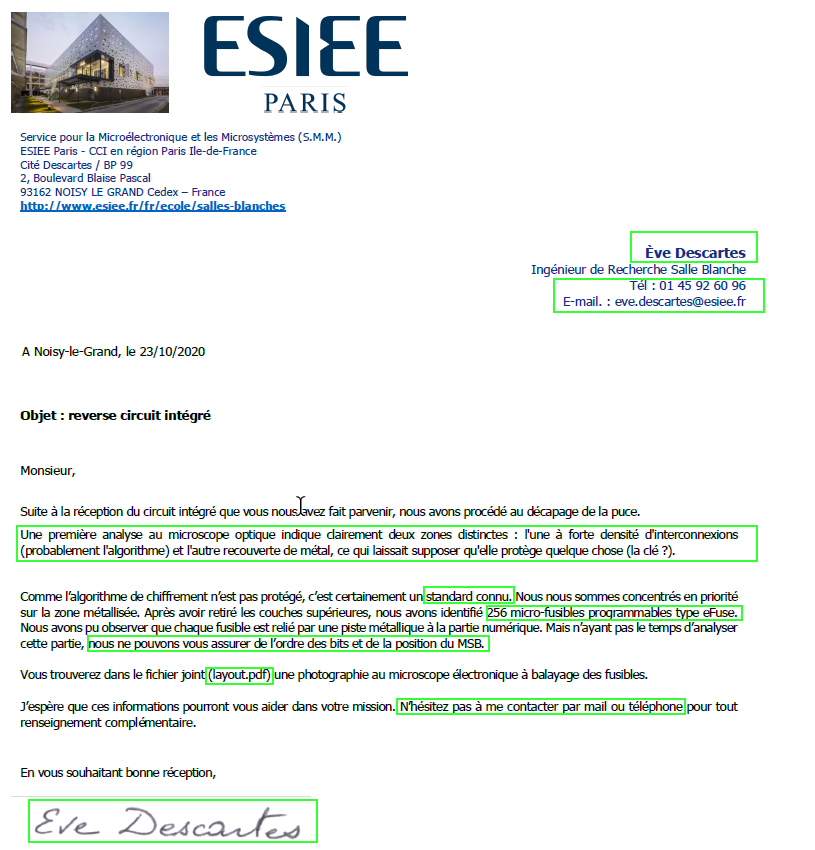 ESIEE
PARIS
Service pour la Microélectronique et les Microsystèmes (S.M.M.)
ESIEE Paris - CCI en région Paris Ile-de-France
Cité Descartes / BP 99
2, Boulevard Blaise Pascal
93162 NOISY LE GRAND Cedex – France
http://www.esiee.fr/fr/ecole/salles-blanches
Ève Descartes
Ingénieur de Recherche Salle Blanche
Tél : 01 45 92 60 96
E-mail. : eve.descartes@esiee.fr
A Noisy-le-Grand, le 23/10/2020
Objet : reverse circuit intégré
Monsieur,
Suite à la réception du circuit intégré que vous nous avez fait parvenir, nous avons procédé au décapage de la puce.
Une première analyse au microscope optique indique clairement deux zones distinctes : l'une à forte densité d'interconnexions
(probablement l'algorithme) et l'autre recouverte de métal, ce qui laissait supposer qu'elle protège quelque chose (la clé ?).
Comme l’algorithme de chiffrement n’est pas protégé, c’est certainement un standard connu. Nous nous sommes concentrés en priorité
sur la zone métallisée. Après avoir retiré les couches supérieures, nous avons identifié 256 micro-fusibles programmables type eFuse.
Nous avons pu observer que chaque fusible est relié par une piste métallique à la partie numérique. Mais n’ayant pas le temps d’analyser
cette partie, nous ne pouvons vous assurer de l’ordre des bits et de la position du MSB.
Vous trouverez dans le fichier joint (layout.pdf) une photographie au microscope électronique à balayage des fusibles.
J’espère que ces informations pourront vous aider dans votre mission. N’hésitez pas à me contacter par mail ou téléphone pour tout
renseignement complémentaire.
En vous souhaitant bonne réception,
Eve Descartes